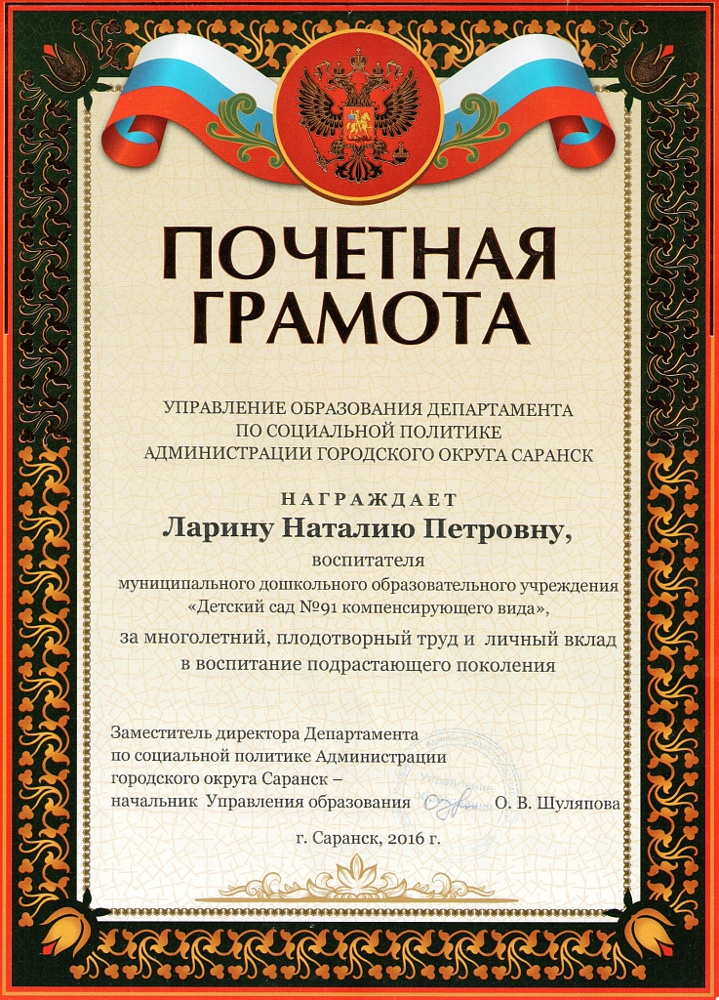 ПОЧЕТНАЯ
ГРАМОТА
УПРАВЛЕНИЕ ОБРАЗОВАНИЯ ДЕПАРТАМЕНТА
ПО СОЦИАЛЬНОЙ ПОЛИТИКЕ
АДМИНИСТРАЦИИ ГОРОДСКОГО ОКРУГА САРАНСК
НАГРАЖДАЕТ
Ларину Наталию Петровну,
воспитателя
муниципального дошкольного образовательного учреждения
«Детский сад №91 компенсирующего вида»,
за многолетний, плодотворный труд и личный вклад
в воспитание подрастающего поколения
Заместитель директора Департамента
по социальной политике Администрации
городского округа Саранск –
начальник Управления образования О. В. Шуляпова
Управление
образования
г. Саранск, 2016 г.